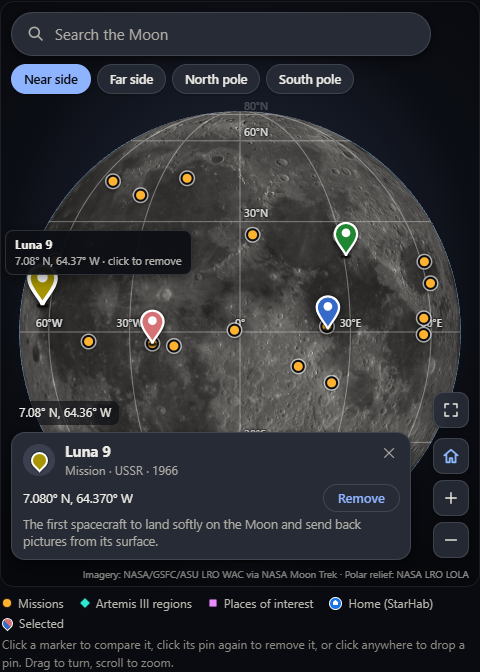 Search the Moon
Near side
Far side
North pole
South pole
80°N
60°N
30°N
Luna 9
7.08° N, 64.37° W · click to remove
60°W
30°W
0°
30°E
7.08° N, 64.36° W
Luna 9
Mission · USSR · 1966
7.080° N, 64.370° W
Remove
The first spacecraft to land softly on the Moon and send back
pictures from its surface.
Imagery: NASA/GSFC/ASU LRO WAC via NASA Moon Trek · Polar relief: NASA LRO LOLA
Missions
Artemis III regions
Places of interest
Home (StarHab)
Selected
Click a marker to compare it, click its pin again to remove it, or click anywhere to drop a
pin. Drag to turn, scroll to zoom.